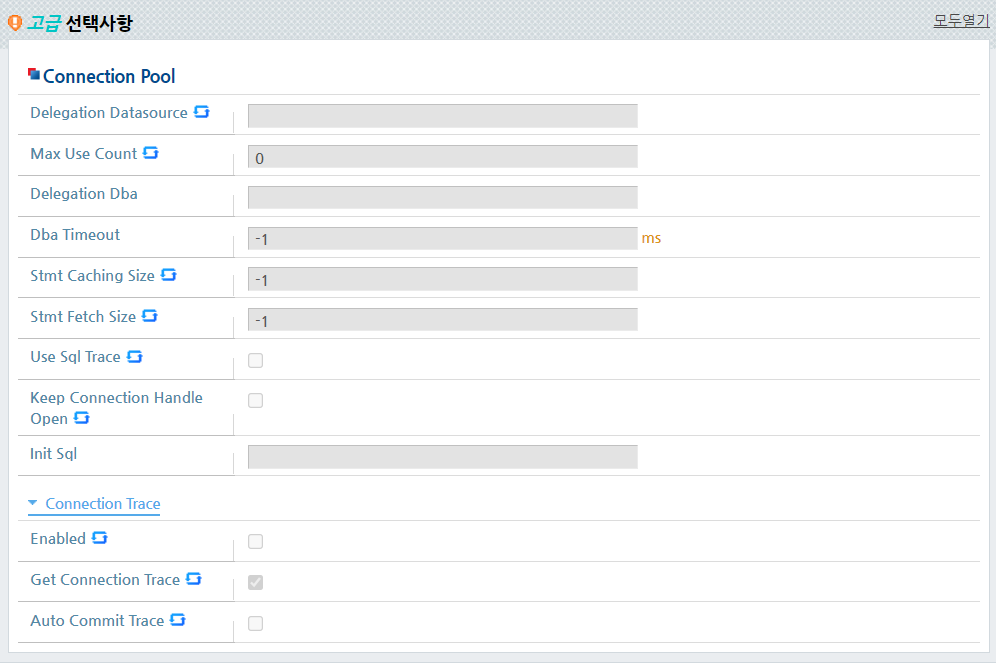 고급 선택사항
모두열기
Connection Pool
Delegation Datasource
Max Use Count
0
Delegation Dba
Dba Timeout
-1 ms
Stmt Caching Size
-1
Stmt Fetch Size
-1
Use Sql Trace
Keep Connection Handle
Open
Init Sql
Connection Trace
Enabled
Get Connection Trace
Auto Commit Trace